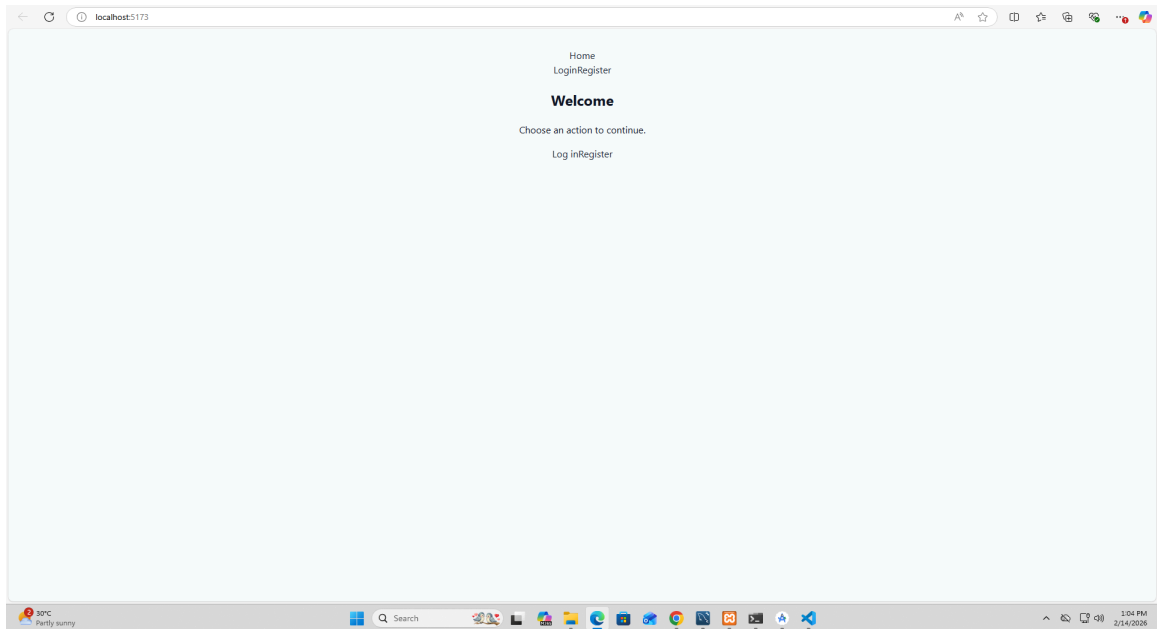 localhost:5173
Home
LoginRegister
Welcome
Choose an action to continue.
Log inRegister
2
30°C
Partly sunny
Search
1:04 PM
2/14/2026